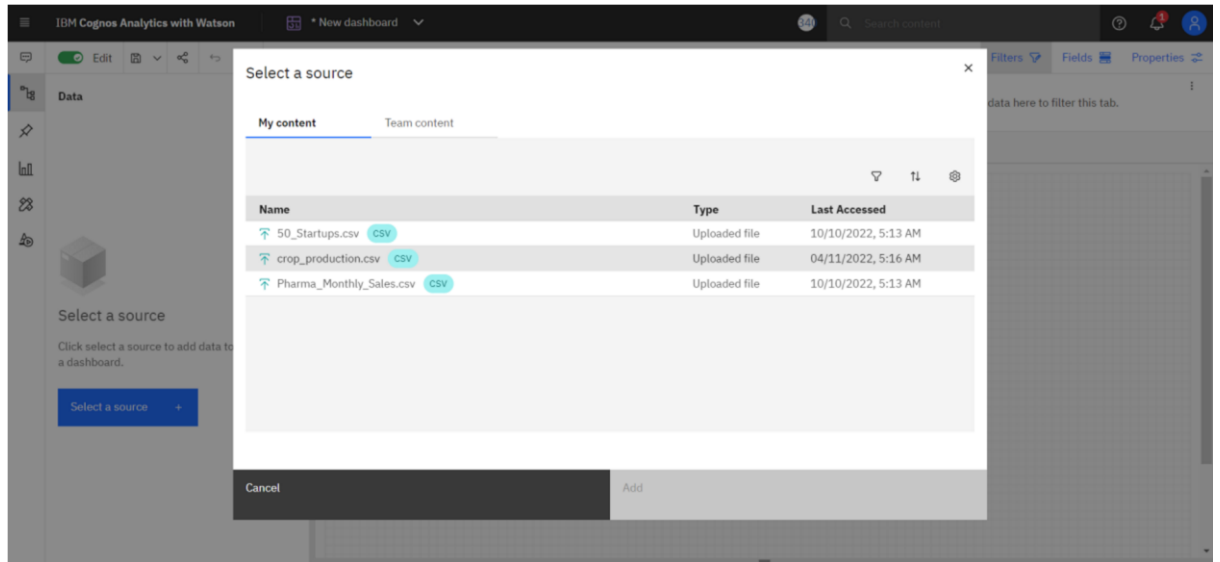 IBM Cognos Analytics with Watson
* New dashboard
Search content
1
Edit
Filters
Fields
Properties
Data
data here to filter this tab.
Select a source
Click select a source to add data to
a dashboard.
Select a source +
Select a source
My content Team content
Name Type Last Accessed
50_Startups.csv CSV Uploaded file 10/10/2022, 5:13 AM
crop_production.csv CSV Uploaded file 04/11/2022, 5:16 AM
Pharma_Monthly_Sales.csv CSV Uploaded file 10/10/2022, 5:13 AM
Cancel
Add